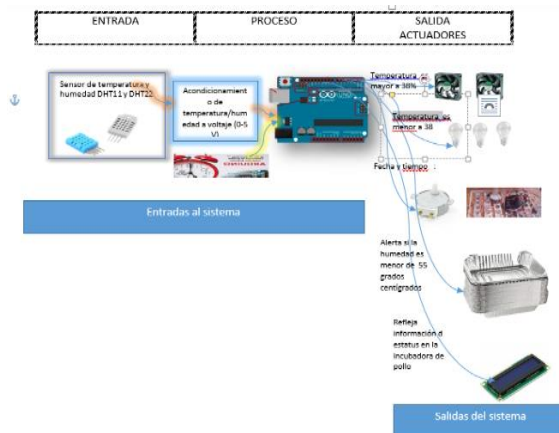 ENTRADA
PROCESO
SALIDA
ACTUADORES
Sensor de temperatura y
humedad DHT11 y DHT22
Acondicionamient
o de
temperatura/hum
edad a voltaje (0-5
V)
Temperatura es
mayor a 38%
Temperatura es
menor a 38
Fecha y tiempo :
Entradas al sistema
Alerta si la
humedad es
menor de 55
grados
centígrados
Refleja
información d
estatus en la
incubadora de
pollo
Salidas del sistema